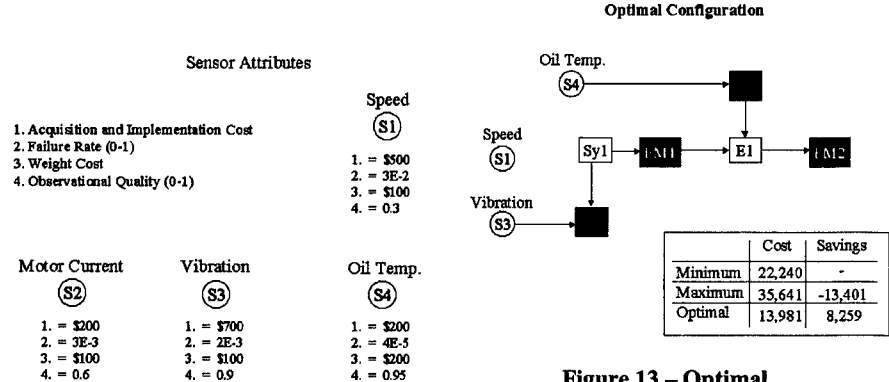 Sensor Attributes
1. Acquisition and Implementation Cost
2. Failure Rate (0-1)
3. Weight Cost
4. Observational Quality (0-1)
Speed
S1
1. = $500
2. = 3E-2
3. = $100
4. = 0.3
Motor Current
S2
1. = $200
2. = 3E-3
3. = $100
4. = 0.6
Vibration
S3
1. = $700
2. = 2E-3
3. = $100
4. = 0.9
Oil Temp.
S4
1. = $200
2. = 4E-5
3. = $200
4. = 0.95
Optimal Configuration
Oil Temp.
S4
Speed
S1
Sy1
FM1
E1
FM2
Vibration
S3
Cost Savings
Minimum 22,240 -
Maximum 35,641 -13,401
Optimal 13,981 8,259
Figure 13 – Optimal